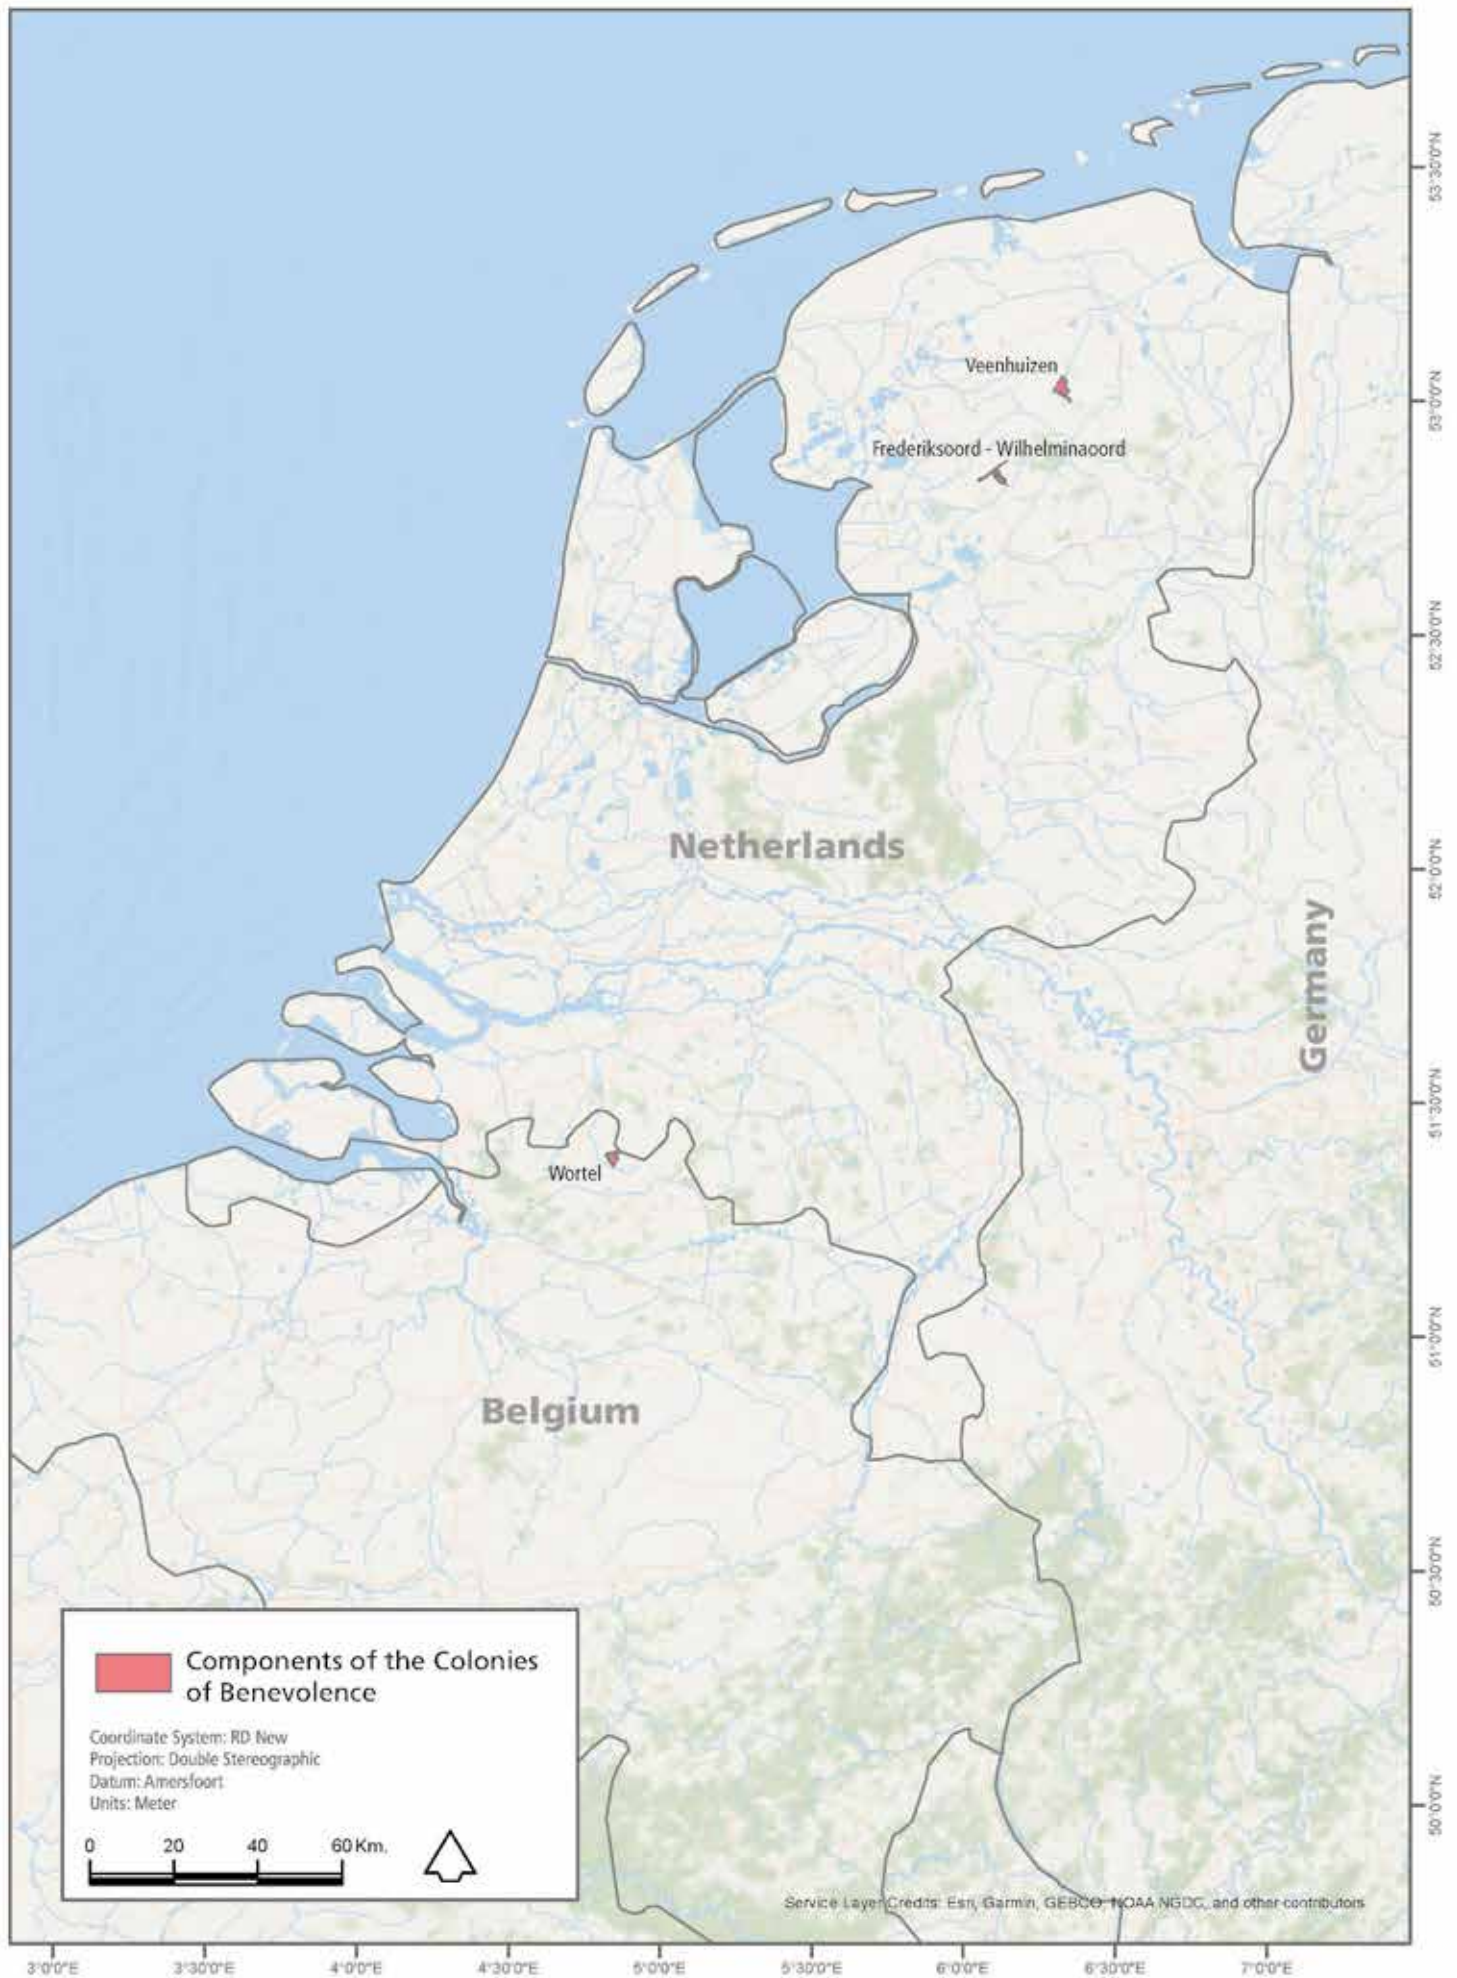 53°30'0"N
Veenhuizen
53°0'0"N
Frederiksoord - Wilhelminaoord
52°30'0"N
Netherlands
52°0'0"N
Germany
51°30'0"N
Wortel
51°0'0"N
Belgium
50°30'0"N
Components of the Colonies
of Benevolence
Coordinate System: RD New
Projection: Double Stereographic
Datum: Amersfoort
Units: Meter
50°0'0"N
0 20 40 60 Km.
Service Layer Credits: Esri, Garmin, GEBCO, NOAA NGDC, and other contributors
3°0'0"E 3°30'0"E 4°0'0"E 4°30'0"E 5°0'0"E 5°30'0"E 6°0'0"E 6°30'0"E 7°0'0"E